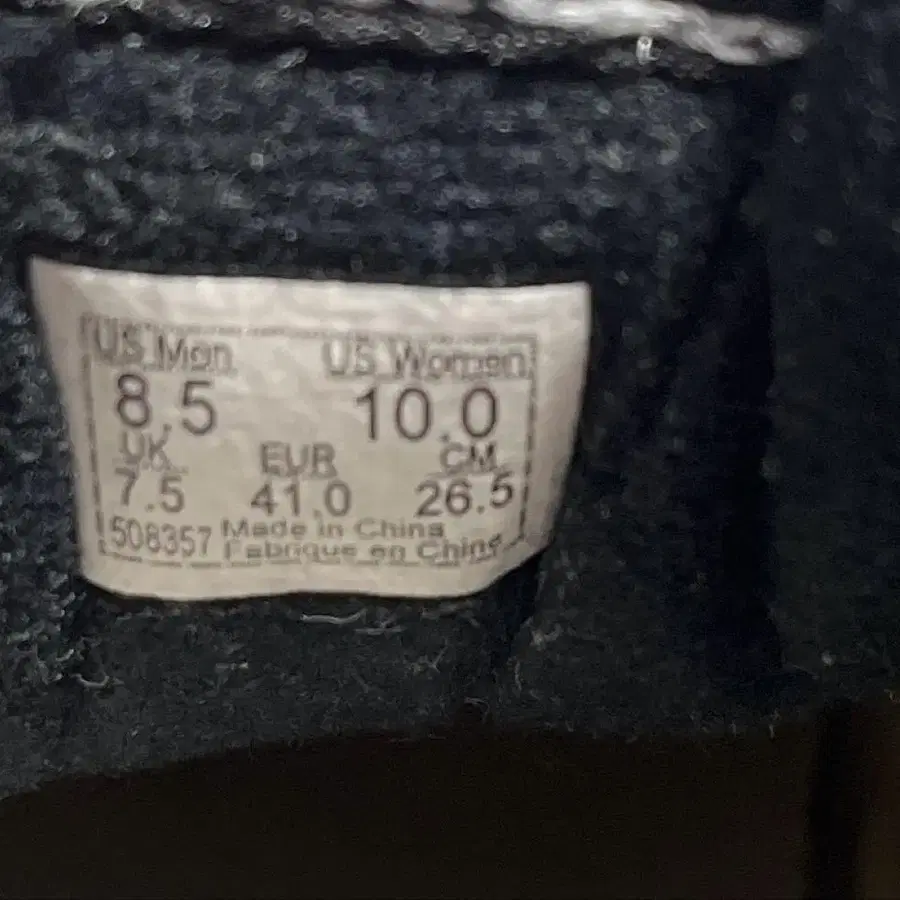 US Men US Women
8.5 10.0
UK EUR CM
7.5 41.0 26.5
508357 Made in China
Fabrique en Chine